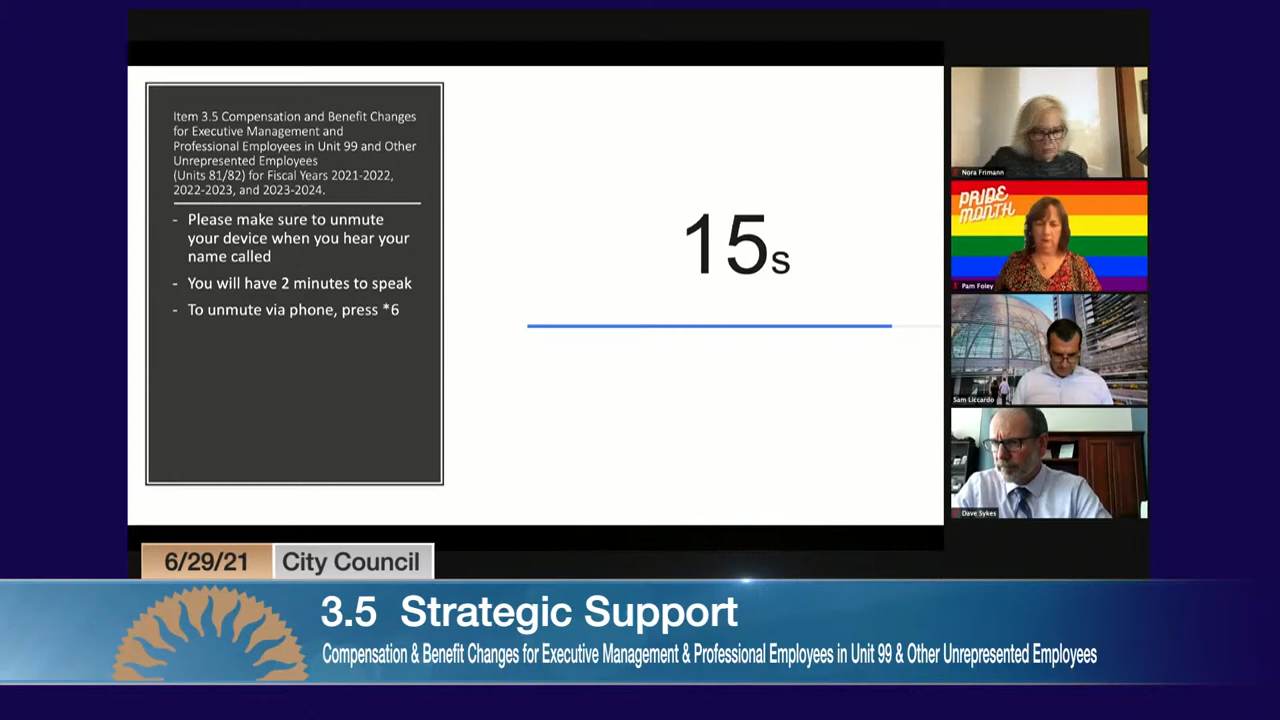 Item 3.5 Compensation and Benefit Changes
for Executive Management and
Professional Employees in Unit 99 and Other
Unrepresented Employees
(Units 81/82) for Fiscal Years 2021-2022,
2022-2023, and 2023-2024.
- Please make sure to unmute
your device when you hear your
name called
- You will have 2 minutes to speak
- To unmute via phone, press *6
15s
Nora Frimann
PRIDE
MONTH
Pam Foley
Sam Liccardo
Dave Sykes
6/29/21 City Council
3.5 Strategic Support
Compensation & Benefit Changes for Executive Management & Professional Employees in Unit 99 & Other Unrepresented Employees